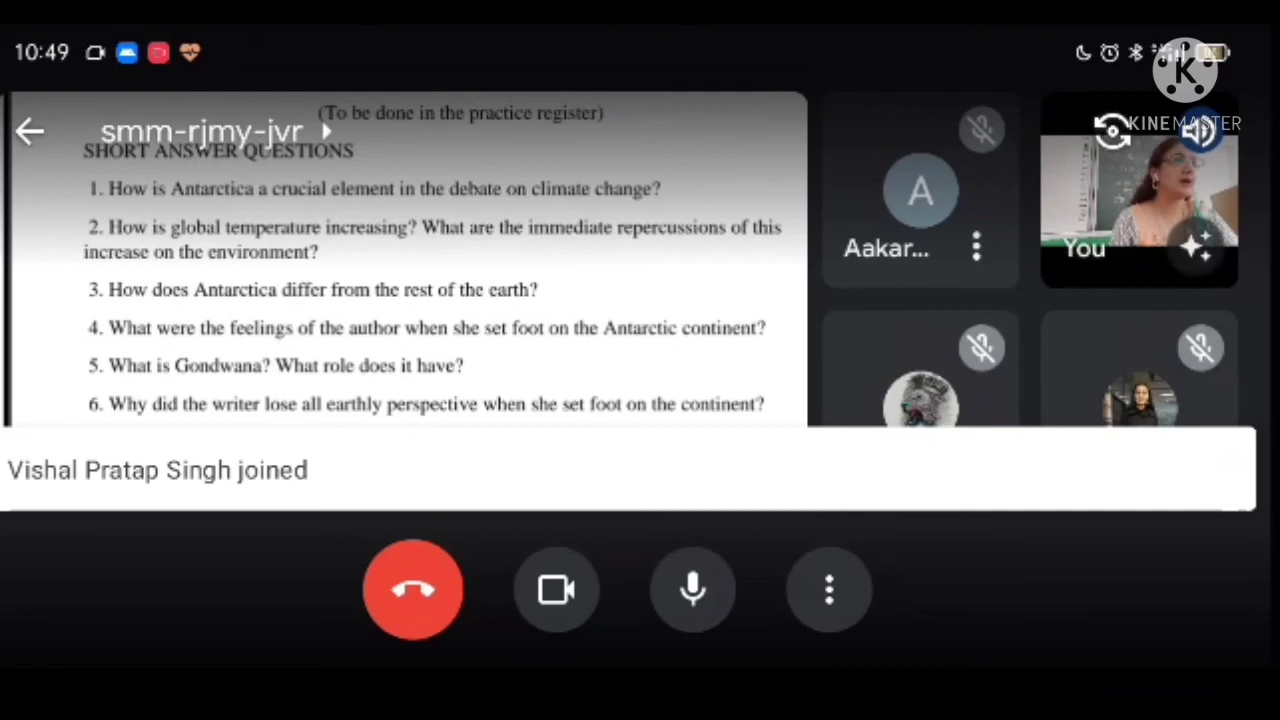 10:49
KINEMASTER
(To be done in the practice register)
smm-rjmy-jvr
SHORT ANSWER QUESTIONS
1. How is Antarctica a crucial element in the debate on climate change?
2. How is global temperature increasing? What are the immediate repercussions of this
increase on the environment?
3. How does Antarctica differ from the rest of the earth?
4. What were the feelings of the author when she set foot on the Antarctic continent?
5. What is Gondwana? What role does it have?
6. Why did the writer lose all earthly perspective when she set foot on the continent?
K
A
Aakar...
You
Vishal Pratap Singh joined